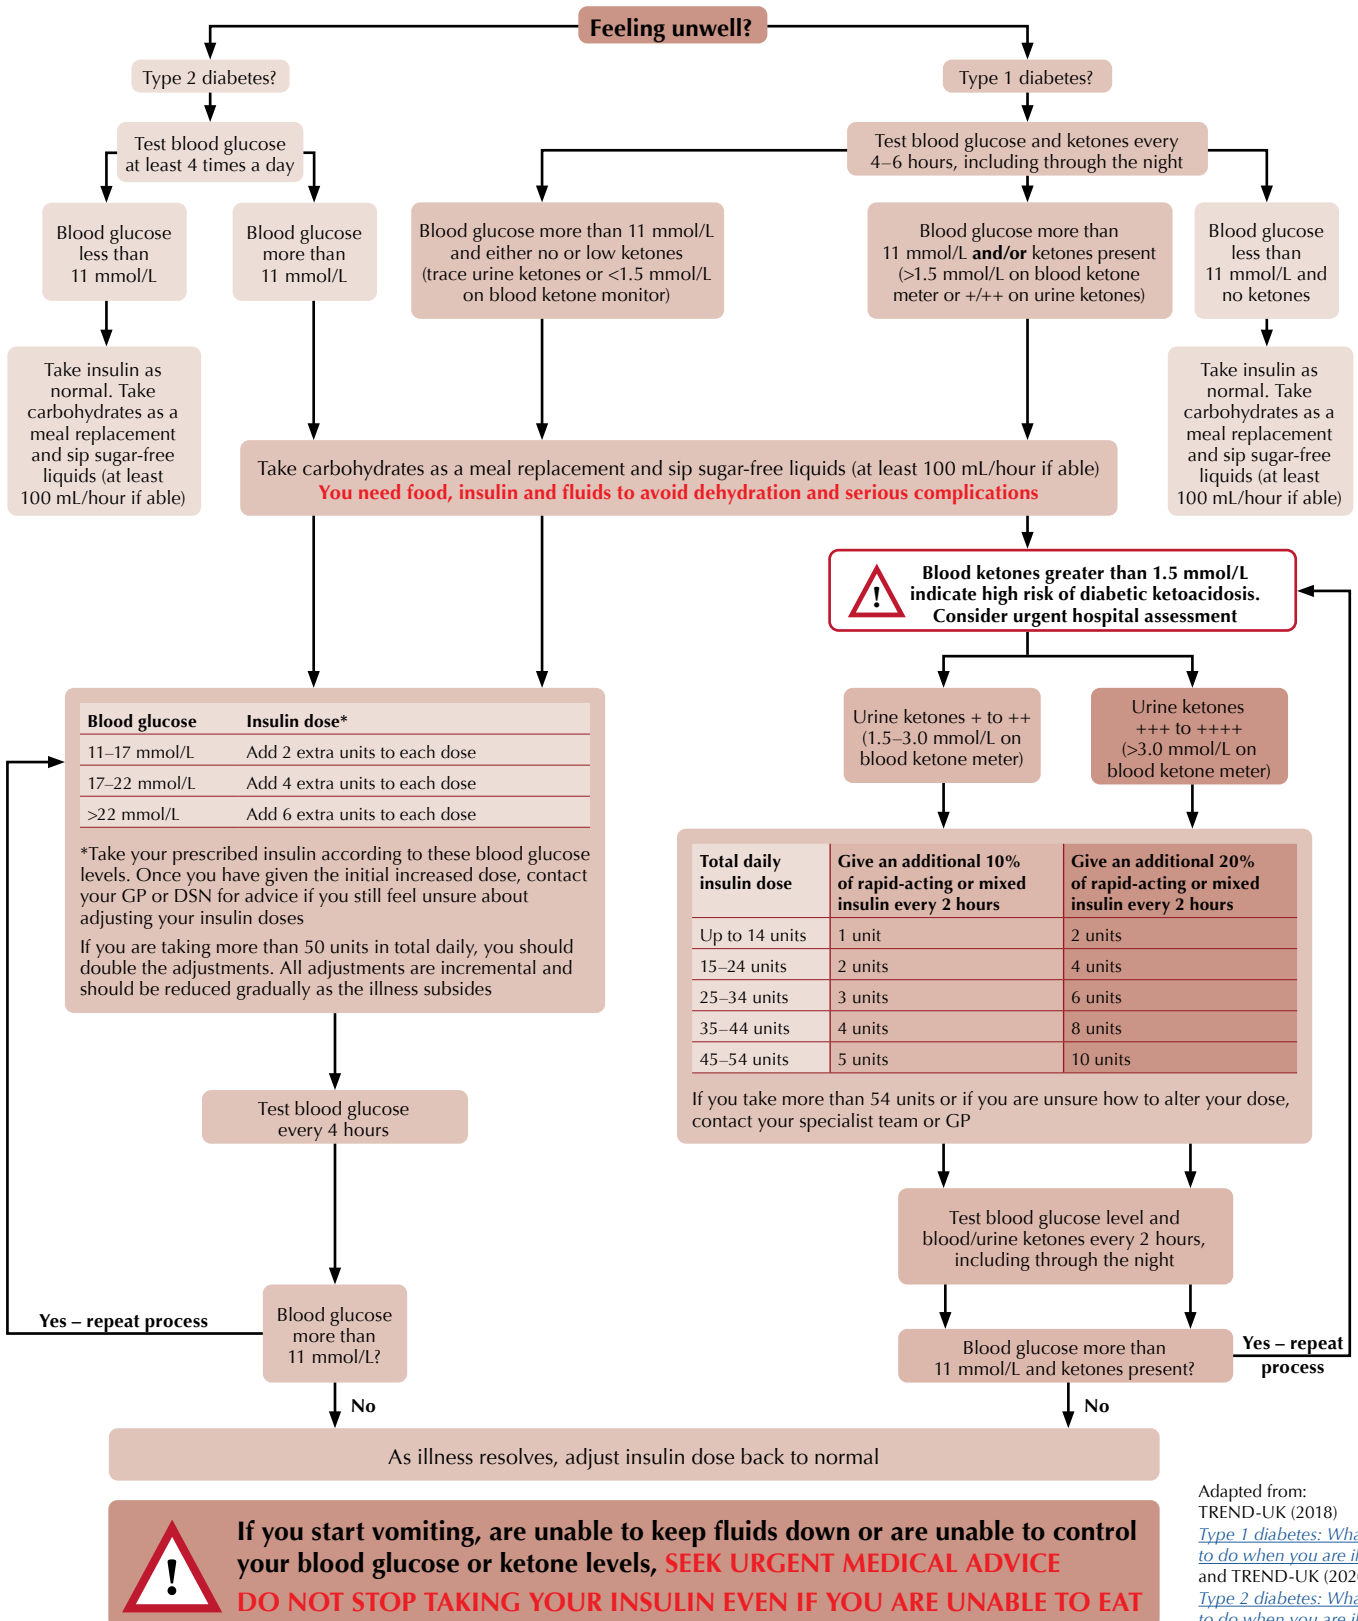 Feeling unwell?
Type 2 diabetes?
Type 1 diabetes?
Test blood glucose
at least 4 times a day
Test blood glucose and ketones every
4–6 hours, including through the night
Blood glucose
less than
11 mmol/L
Blood glucose
more than
11 mmol/L
Blood glucose more than 11 mmol/L
and either no or low ketones
(trace urine ketones or <1.5 mmol/L
on blood ketone monitor)
Blood glucose more than
11 mmol/L and/or ketones present
(>1.5 mmol/L on blood ketone
meter or +/++ on urine ketones)
Blood glucose
less than
11 mmol/L and
no ketones
Take insulin as
normal. Take
carbohydrates as a
meal replacement
and sip sugar-free
liquids (at least
100 mL/hour if able)
Take insulin as
normal. Take
carbohydrates as a
meal replacement
and sip sugar-free
liquids (at least
100 mL/hour if able)
Take carbohydrates as a meal replacement and sip sugar-free liquids (at least 100 mL/hour if able)
You need food, insulin and fluids to avoid dehydration and serious complications
Blood ketones greater than 1.5 mmol/L
indicate high risk of diabetic ketoacidosis.
Consider urgent hospital assessment
Blood glucose Insulin dose*
11–17 mmol/L Add 2 extra units to each dose
17–22 mmol/L Add 4 extra units to each dose
>22 mmol/L Add 6 extra units to each dose
*Take your prescribed insulin according to these blood glucose
levels. Once you have given the initial increased dose, contact
your GP or DSN for advice if you still feel unsure about
adjusting your insulin doses
If you are taking more than 50 units in total daily, you should
double the adjustments. All adjustments are incremental and
should be reduced gradually as the illness subsides
Urine ketones + to ++
(1.5–3.0 mmol/L on
blood ketone meter)
Urine ketones
+++ to ++++
(>3.0 mmol/L on
blood ketone meter)
Total daily
insulin dose
Give an additional 10%
of rapid-acting or mixed
insulin every 2 hours
Give an additional 20%
of rapid-acting or mixed
insulin every 2 hours
Up to 14 units 1 unit 2 units
15–24 units 2 units 4 units
25–34 units 3 units 6 units
35–44 units 4 units 8 units
45–54 units 5 units 10 units
If you take more than 54 units or if you are unsure how to alter your dose,
contact your specialist team or GP
Test blood glucose
every 4 hours
Test blood glucose level and
blood/urine ketones every 2 hours,
including through the night
Blood glucose
more than
11 mmol/L?
Yes – repeat process
No
Blood glucose more than
11 mmol/L and ketones present?
Yes – repeat
process
No
As illness resolves, adjust insulin dose back to normal
If you start vomiting, are unable to keep fluids down or are unable to control
your blood glucose or ketone levels, SEEK URGENT MEDICAL ADVICE
DO NOT STOP TAKING YOUR INSULIN EVEN IF YOU ARE UNABLE TO EAT
Adapted from:
TREND-UK (2018)
Type 1 diabetes:
to do when you are
and TREND-UK
Type 2 diabetes:
to do when you are